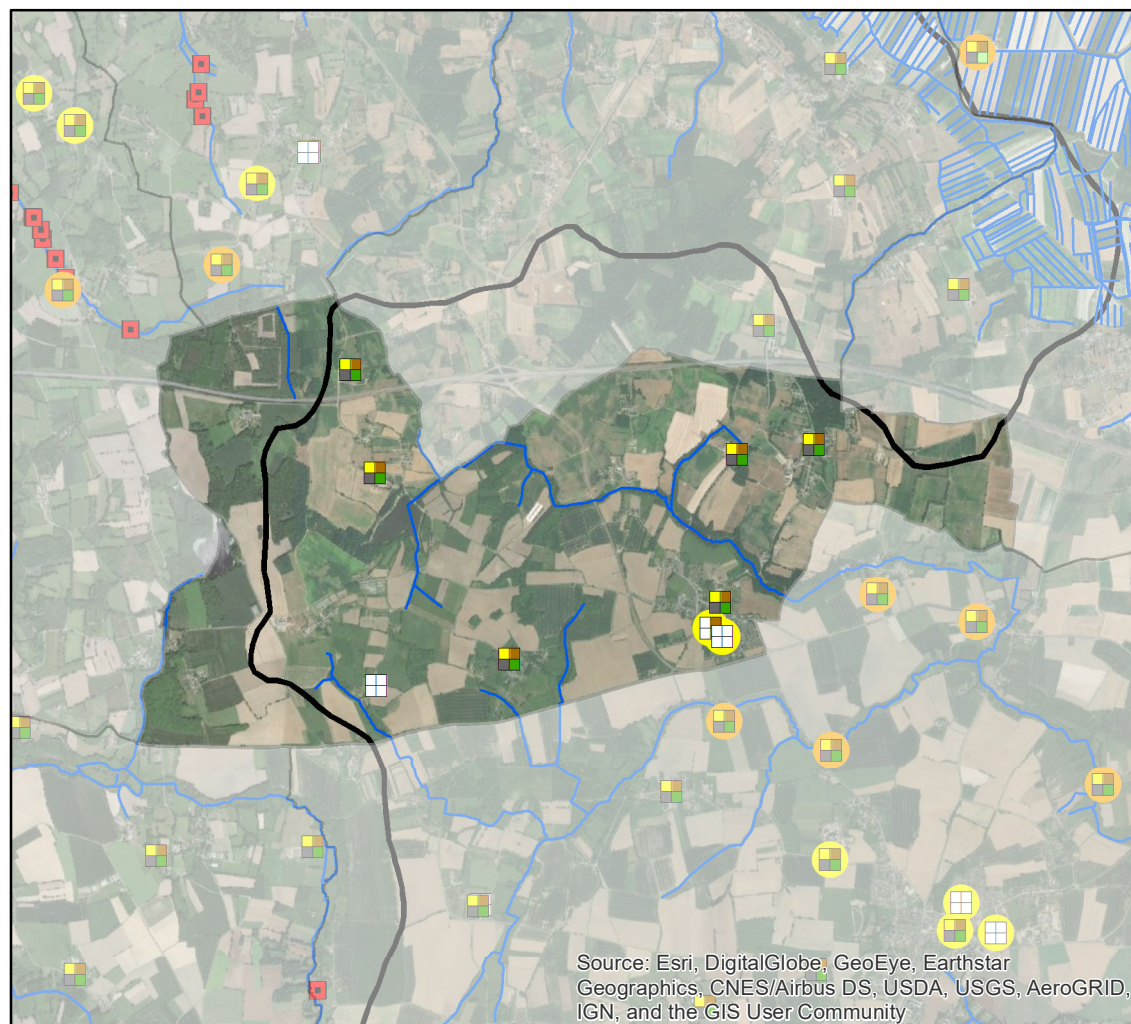 Source: Esri, DigitalGlobe, GeoEye, Earthstar
Geographics, CNES/Airbus DS, USDA, USGS, AeroGRID,
IGN, and the GIS User Community